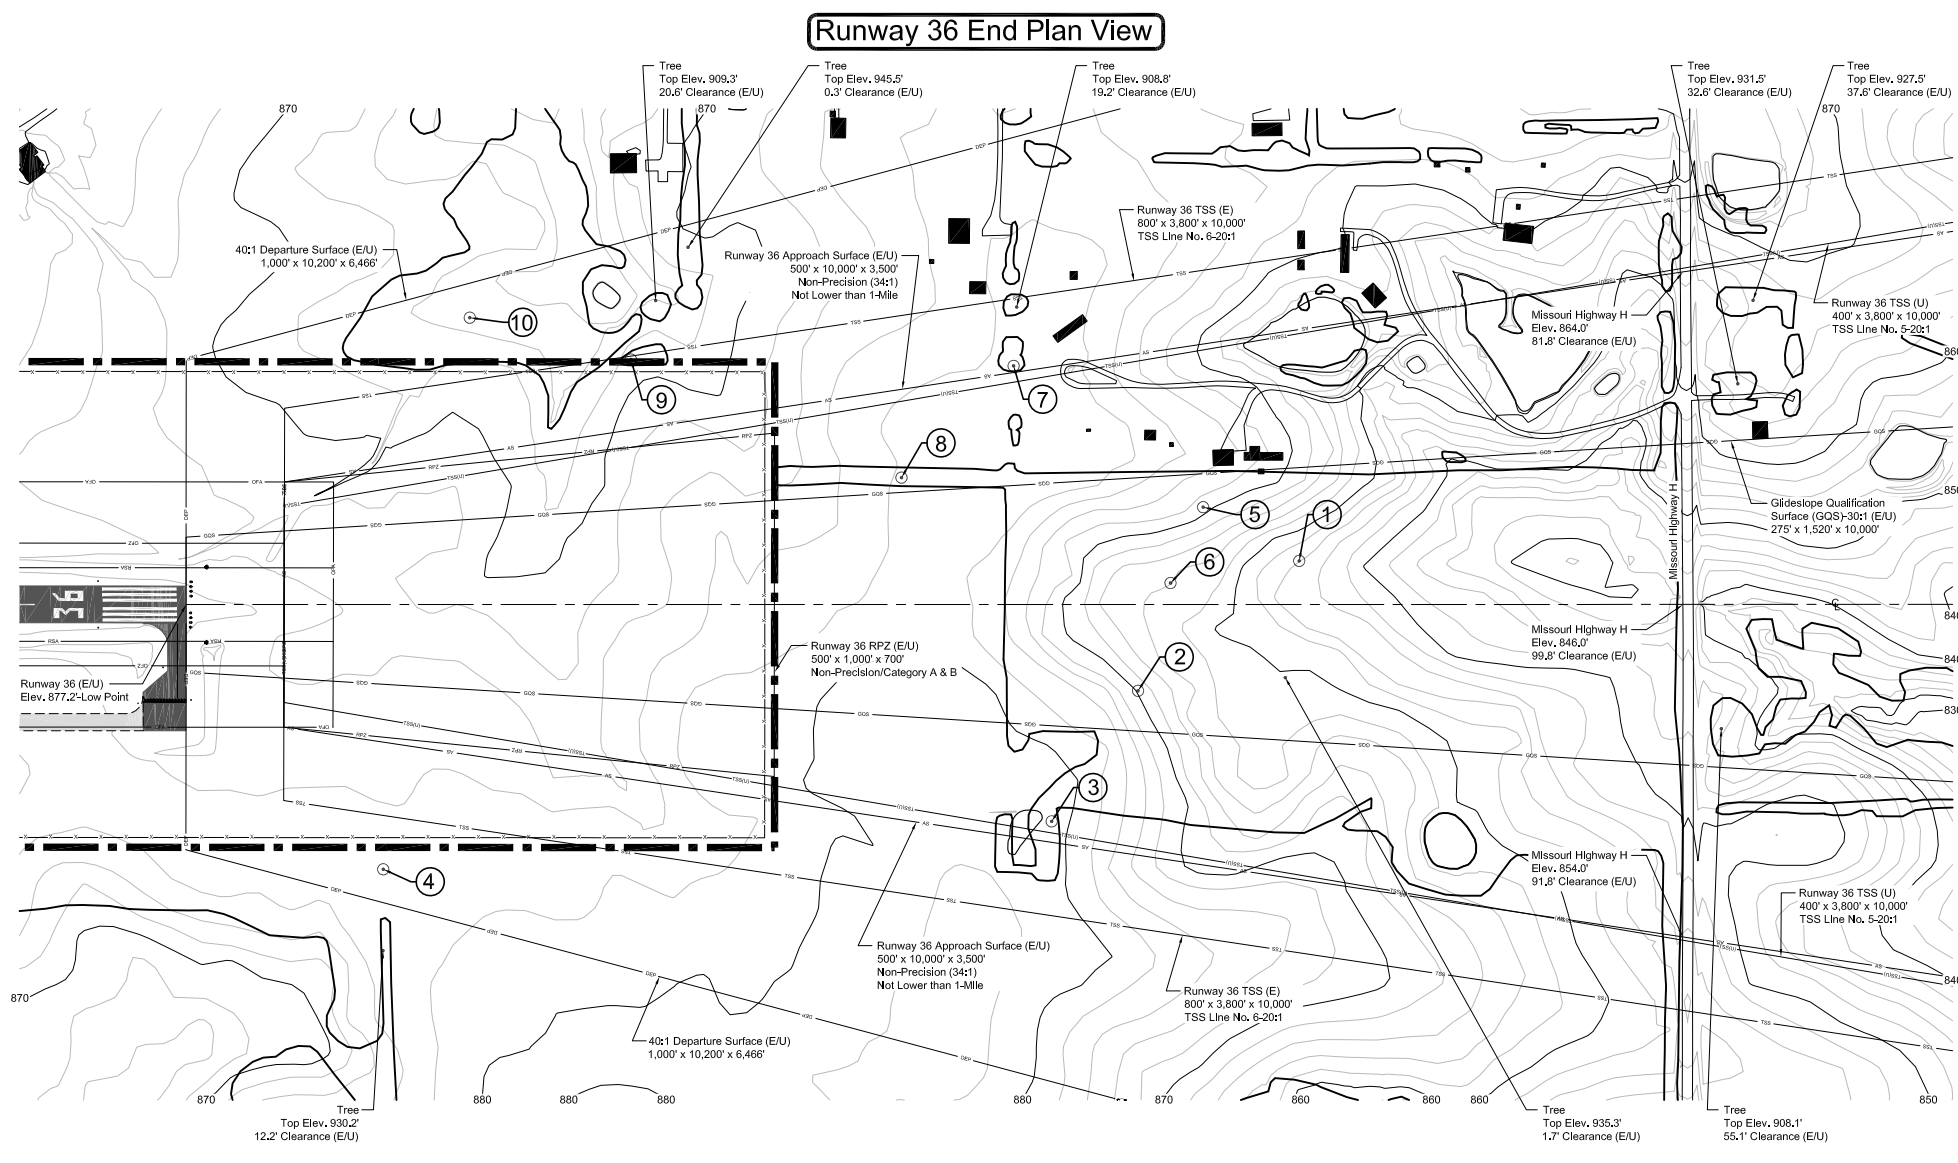 Runway 36 End Plan View
Tree
Top Elev. 909.3'
20.6' Clearance (E/U)
Tree
Top Elev. 945.5'
0.3' Clearance (E/U)
Tree
Top Elev. 908.8'
19.2' Clearance (E/U)
Tree
Top Elev. 931.5'
32.6' Clearance (E/U)
Tree
Top Elev. 927.5'
37.6' Clearance (E/U)
870
870
870
40:1 Departure Surface (E/U)
1,000' x 10,200' x 6,466'
Runway 36 Approach Surface (E/U)
500' x 10,000' x 3,500'
Non-Precision (34:1)
Not Lower than 1-Mile
Runway 36 TSS (E)
800' x 3,800' x 10,000'
TSS Line No. 6-20:1
Missouri Highway H
Elev. 864.0'
81.8' Clearance (E/U)
Runway 36 TSS (U)
400' x 3,800' x 10,000'
TSS Line No. 5-20:1
10
9
7
8
5
1
6
2
3
4
Glideslope Qualification
Surface (GQS)-30:1 (E/U)
275' x 1,520' x 10,000'
Missouri Highway H
36
Runway 36 (E/U)
Elev. 877.2'-Low Point
Runway 36 RPZ (E/U)
500' x 1,000' x 700'
Non-Precision/Category A & B
Missouri Highway H
Elev. 846.0'
99.8' Clearance (E/U)
Missouri Highway H
Elev. 854.0'
91.8' Clearance (E/U)
Runway 36 TSS (U)
400' x 3,800' x 10,000'
TSS Line No. 5-20:1
Runway 36 Approach Surface (E/U)
500' x 10,000' x 3,500'
Non-Precision (34:1)
Not Lower than 1-Mile
Runway 36 TSS (E)
800' x 3,800' x 10,000'
TSS Line No. 6-20:1
40:1 Departure Surface (E/U)
1,000' x 10,200' x 6,466'
870
870
880
880
880
880
870
860
860
860
850
Tree
Top Elev. 930.2'
12.2' Clearance (E/U)
Tree
Top Elev. 935.3'
1.7' Clearance (E/U)
Tree
Top Elev. 908.1'
55.1' Clearance (E/U)